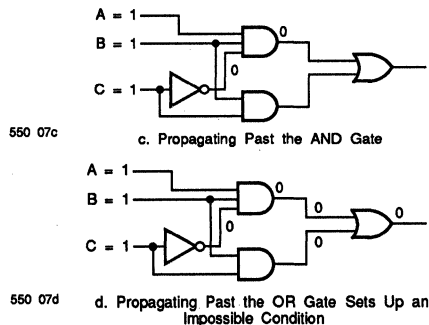 A = 1
0
B = 1
0
C = 1
550 07c
c. Propagating Past the AND Gate
A = 1
0
B = 1
0
0
0
C = 1
0
550 07d
d. Propagating Past the OR Gate Sets Up an
Impossible Condition